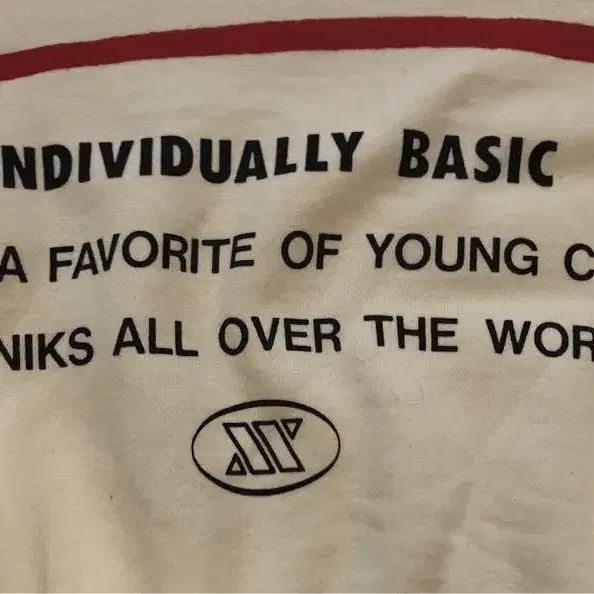 NDIVIDUALLY BASIC
A FAVORITE OF YOUNG C
NIKS ALL OVER THE WOR